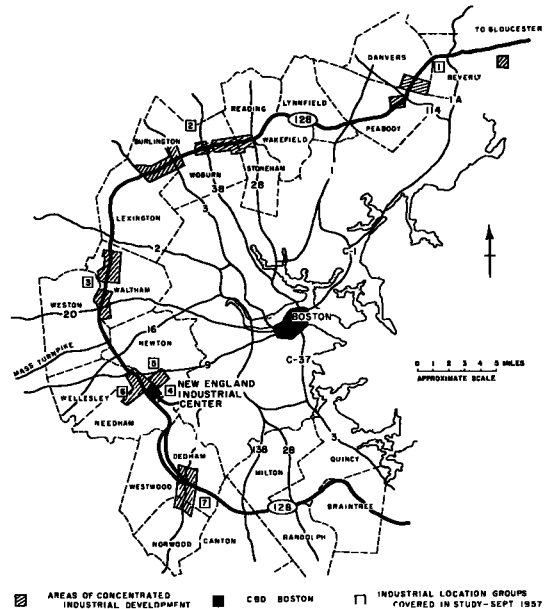 TO GLOUCESTER
DANVERS
1
BEVERLY
1A
114
LYNNFIELD
READING
2
128
PEABODY
BURLINGTON
WAKEFIELD
WOBURN
STONEHAM
38
28
1
3
LEXINGTON
2
3
WALTHAM
WESTON
20
BOSTON
1
16
NEWTON
MASS TURNPIKE
9
C-37
0 1 2 3 4 5 MILES
APPROXIMATE SCALE
5
6
4
NEW ENGLAND
INDUSTRIAL
CENTER
WELLESLEY
NEEDHAM
DEDHAM
138
28
3
MILTON
QUINCY
WESTWOOD
7
128
BRAINTREE
NORWOOD
CANTON
RANDOLPH
AREAS OF CONCENTRATED
INDUSTRIAL DEVELOPMENT
CBD BOSTON
INDUSTRIAL LOCATION GROUPS
COVERED IN STUDY-SEPT 1957